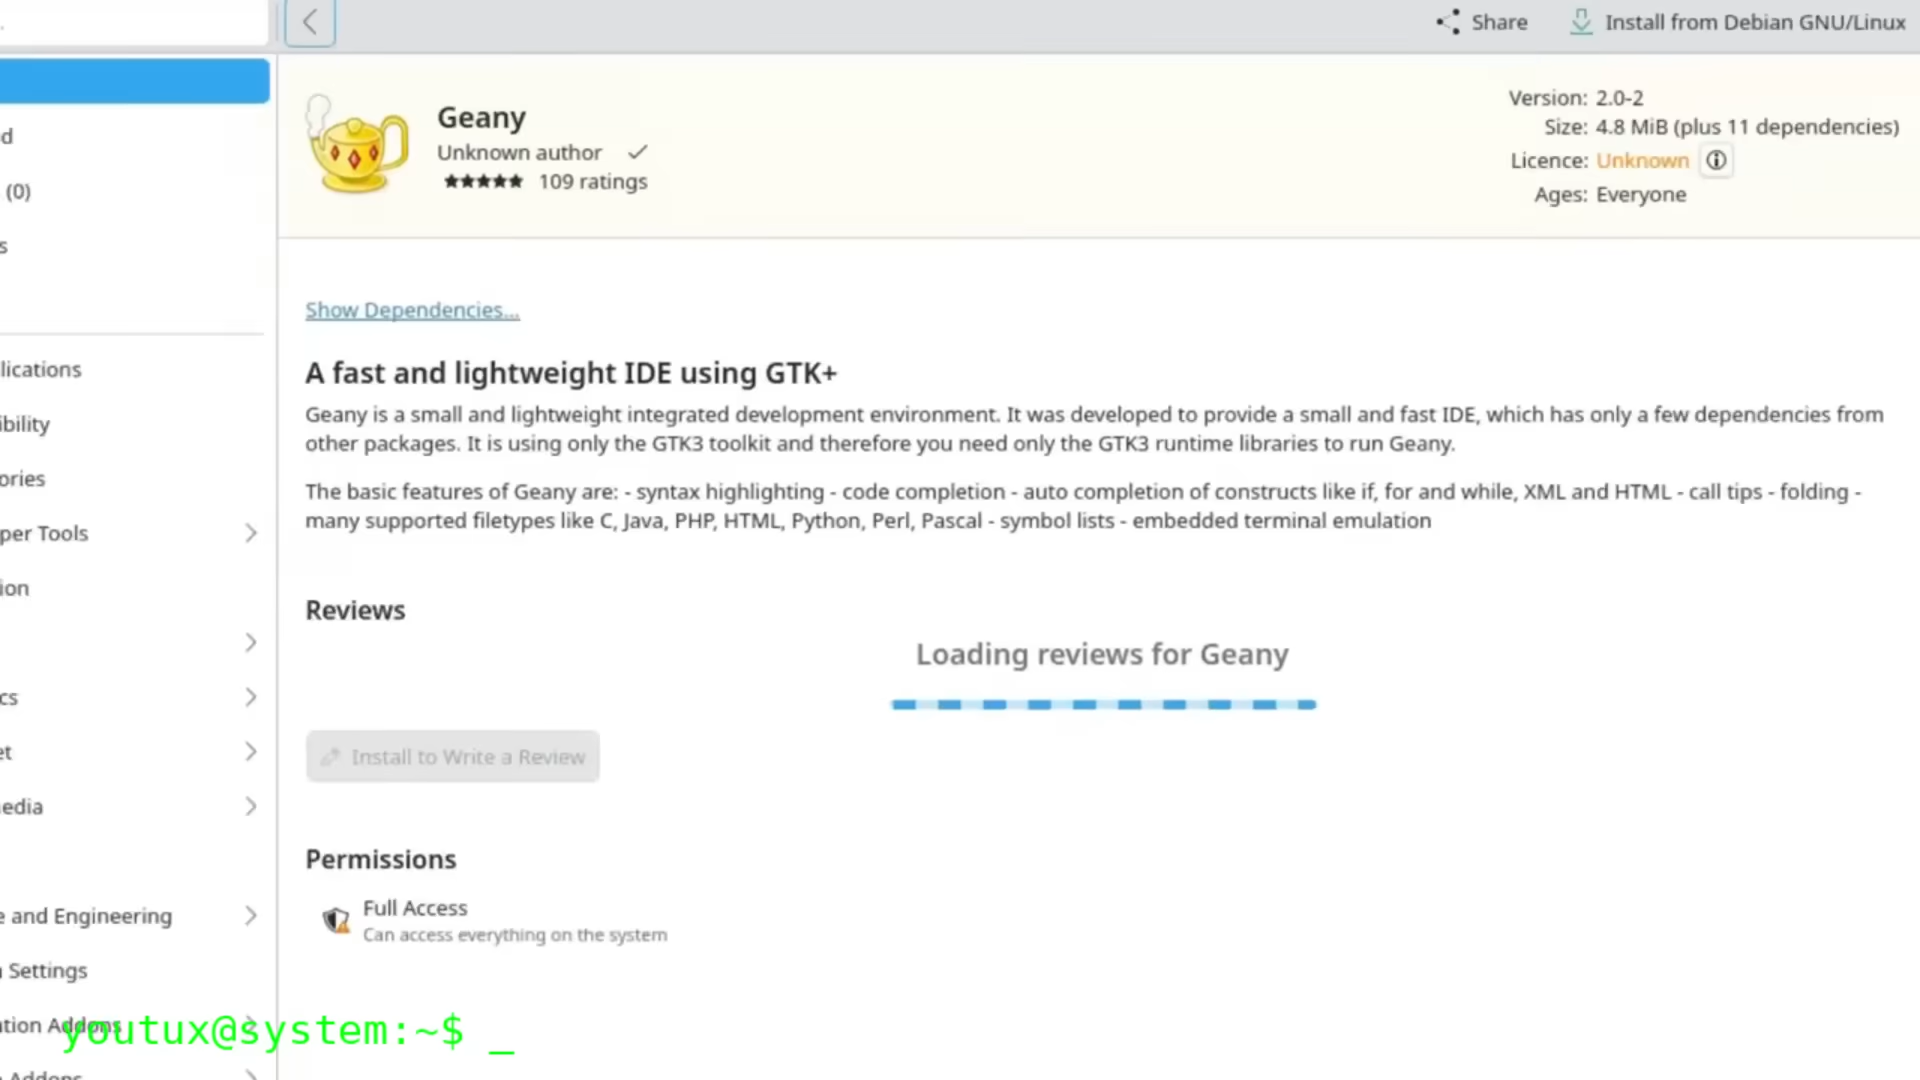 Share
Install from Debian GNU/Linux
Geany
Unknown author
109 ratings
Version: 2.0-2
Size: 4.8 MiB (plus 11 dependencies)
Licence: Unknown
Ages: Everyone
d
(0)
s
lications
ibility
ories
per Tools
ion
cs
et
edia
e and Engineering
Settings
tion Addons
Addons
Show Dependencies...
A fast and lightweight IDE using GTK+
Geany is a small and lightweight integrated development environment. It was developed to provide a small and fast IDE, which has only a few dependencies from
other packages. It is using only the GTK3 toolkit and therefore you need only the GTK3 runtime libraries to run Geany.
The basic features of Geany are: - syntax highlighting - code completion - auto completion of constructs like if, for and while, XML and HTML - call tips - folding -
many supported filetypes like C, Java, PHP, HTML, Python, Perl, Pascal - symbol lists - embedded terminal emulation
Reviews
Loading reviews for Geany
Install to Write a Review
Permissions
Full Access
Can access everything on the system
youtux@system:~$ _